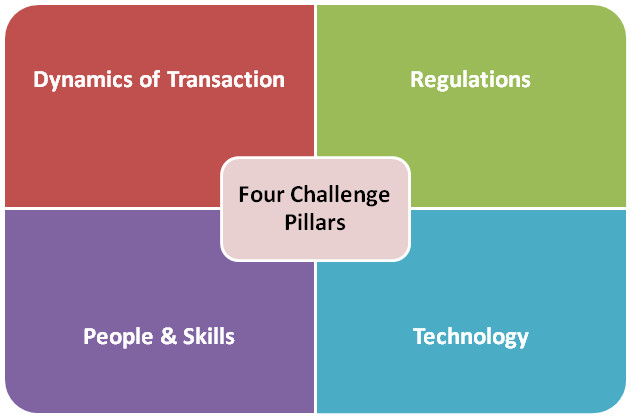 Dynamics of Transaction
Regulations
Four Challenge
Pillars
People & Skills
Technology